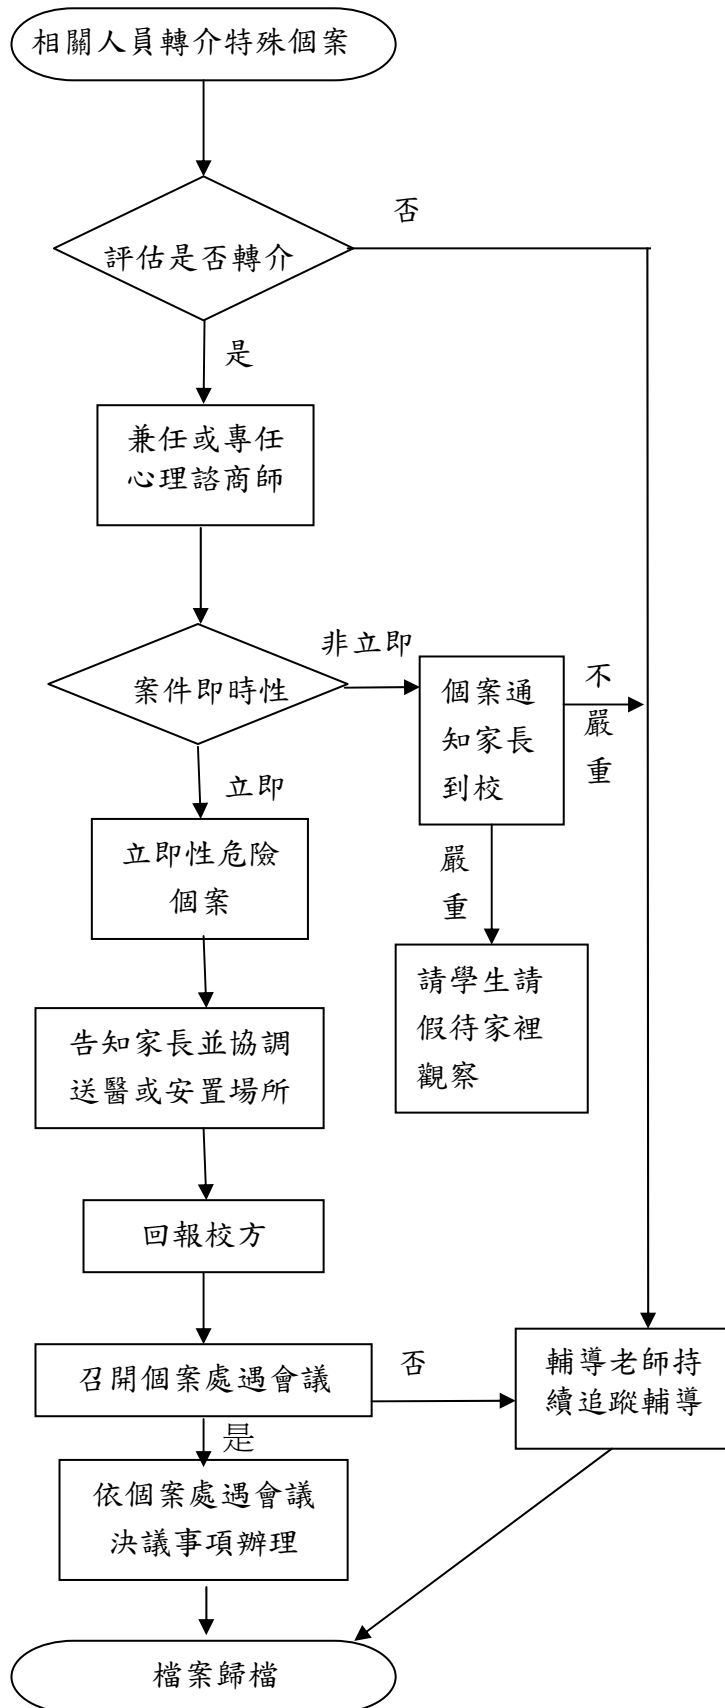 相關人員轉介特殊個案
否
評估是否轉介
是
兼任或專任
心理諮商師
非立即
案件即時性
個案通
知家長
到校
不
嚴
重
立即
立即性危險
個案
嚴
重
請學生請
假待家裡
觀察
告知家長並協調
送醫或安置場所
回報校方
召開個案處遇會議
否
輔導老師持
續追蹤輔導
是
依個案處遇會議
決議事項辦理
檔案歸檔